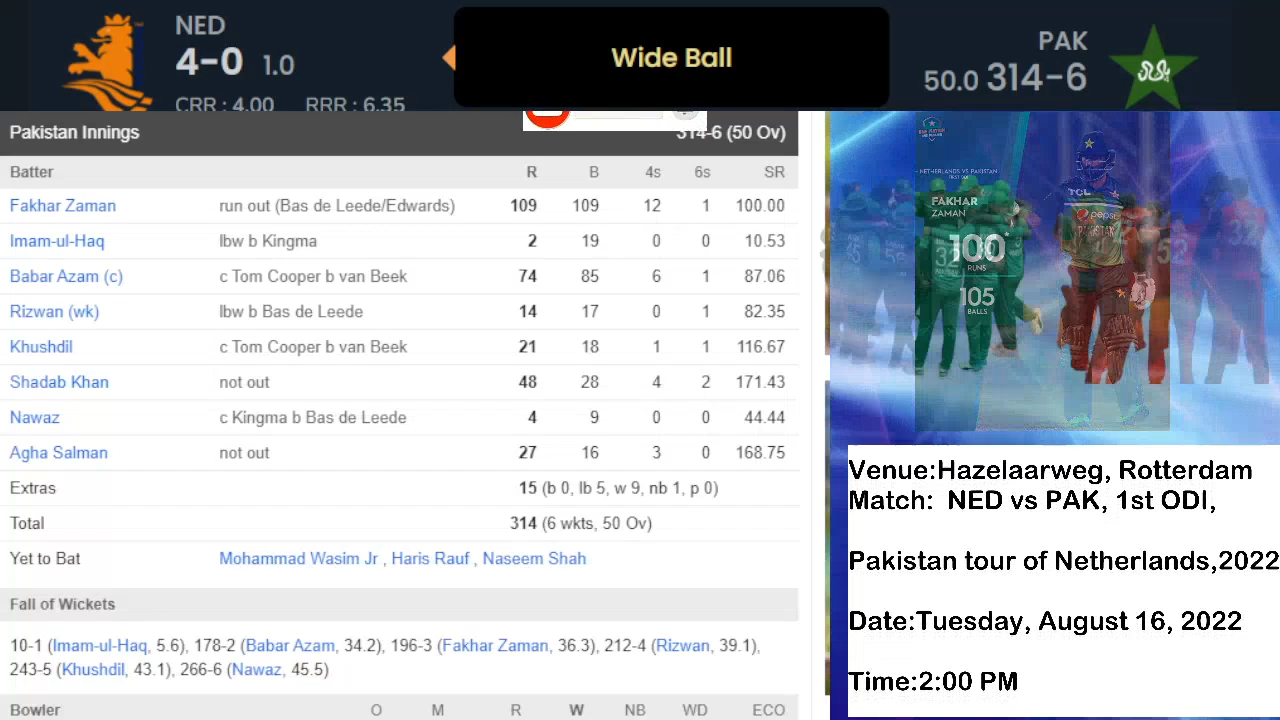 NED
4-0 1.0
CRR : 4.00 RRR : 6.35
Wide Ball
PAK
50.0 314-6
Pakistan Innings 314-6 (50 Ov)
Batter R B 4s 6s SR
Fakhar Zaman run out (Bas de Leede/Edwards) 109 109 12 1 100.00
Imam-ul-Haq lbw b Kingma 2 19 0 0 10.53
Babar Azam (c) c Tom Cooper b van Beek 74 85 6 1 87.06
Rizwan (wk) lbw b Bas de Leede 14 17 0 1 82.35
Khushdil c Tom Cooper b van Beek 21 18 1 1 116.67
Shadab Khan not out 48 28 4 2 171.43
Nawaz c Kingma b Bas de Leede 4 9 0 0 44.44
Agha Salman not out 27 16 3 0 168.75
Extras 15 (b 0, lb 5, w 9, nb 1, p 0)
Total 314 (6 wkts, 50 Ov)
Yet to Bat Mohammad Wasim Jr , Haris Rauf , Naseem Shah
Fall of Wickets
10-1 (Imam-ul-Haq, 5.6), 178-2 (Babar Azam, 34.2), 196-3 (Fakhar Zaman, 36.3), 212-4 (Rizwan, 39.1),
243-5 (Khushdil, 43.1), 266-6 (Nawaz, 45.5)
Bowler O M R W NB WD ECO
NETHERLANDS VS PAKISTAN
FAKHAR
ZAMAN
100*
RUNS
105
BALLS
TCL
pepsi
PAKISTAN
32
Venue:Hazelaarweg, Rotterdam
Match: NED vs PAK, 1st ODI,
Pakistan tour of Netherlands,2022
Date:Tuesday, August 16, 2022
Time:2:00 PM